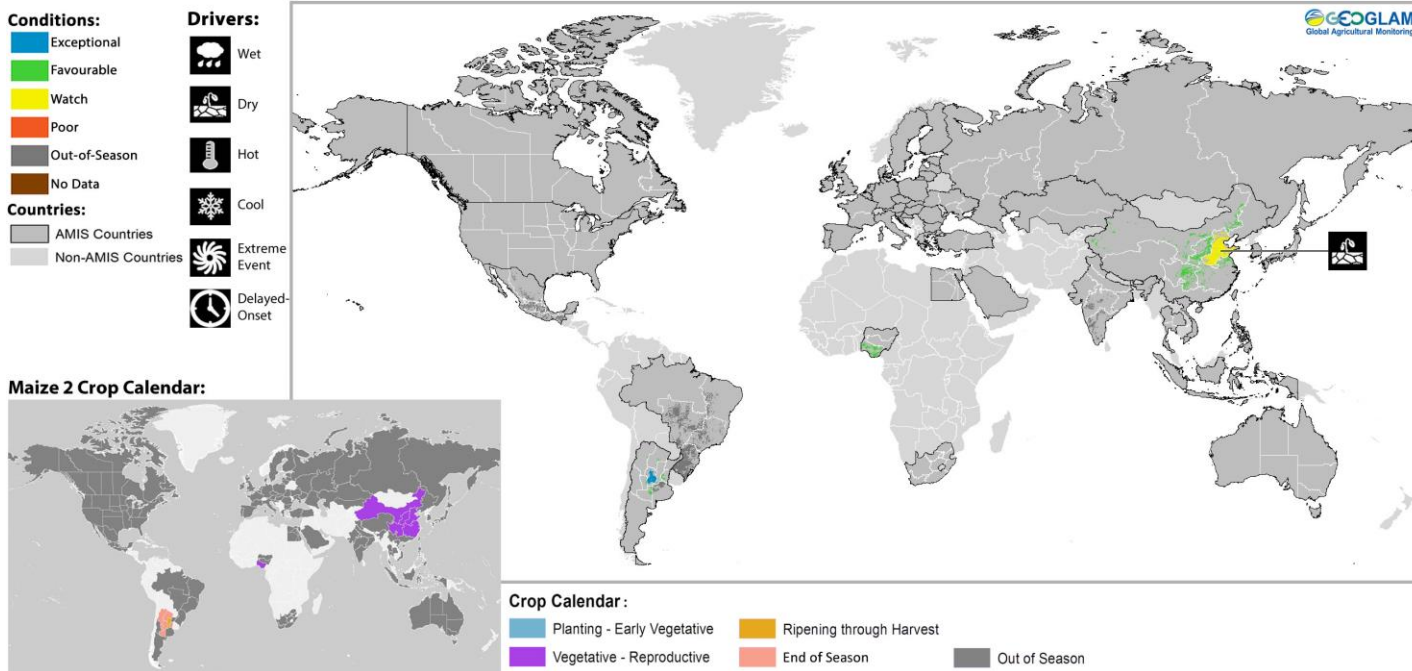 Conditions:
Exceptional
Favourable
Watch
Poor
Out-of-Season
No Data
Countries:
AMIS Countries
Non-AMIS Countries
Drivers:
Wet
Dry
Hot
Cool
Extreme
Event
Delayed-
Onset
GEOGLAM
Global Agricultural Monitoring
Maize 2 Crop Calendar:
Crop Calendar :
Planting - Early Vegetative
Ripening through Harvest
Vegetative - Reproductive
End of Season
Out of Season